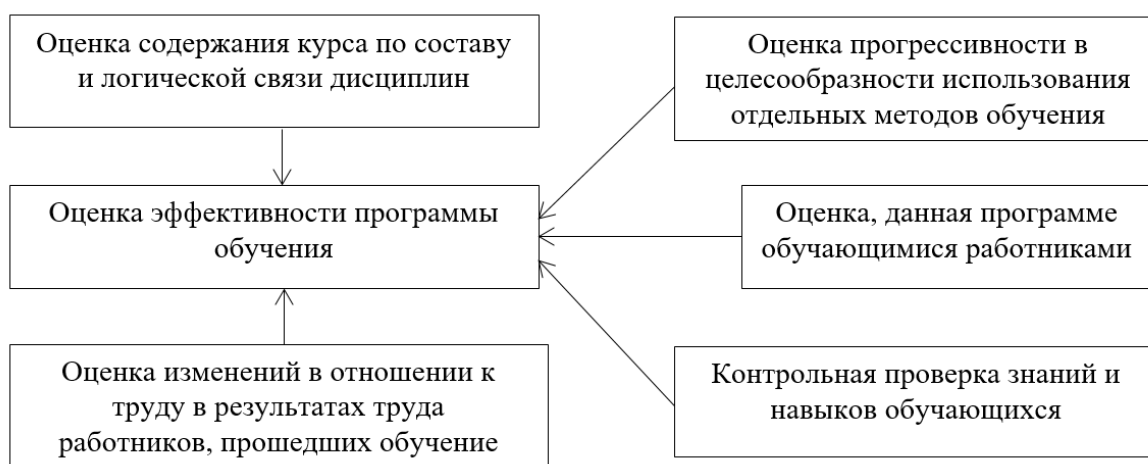 Оценка содержания курса по составу
и логической связи дисциплин
Оценка прогрессивности в
целесообразности использования
отдельных методов обучения
Оценка эффективности программы
обучения
Оценка, данная программе
обучающимися работниками
Оценка изменений в отношении к
труду в результатах труда
работников, прошедших обучение
Контрольная проверка знаний и
навыков обучающихся